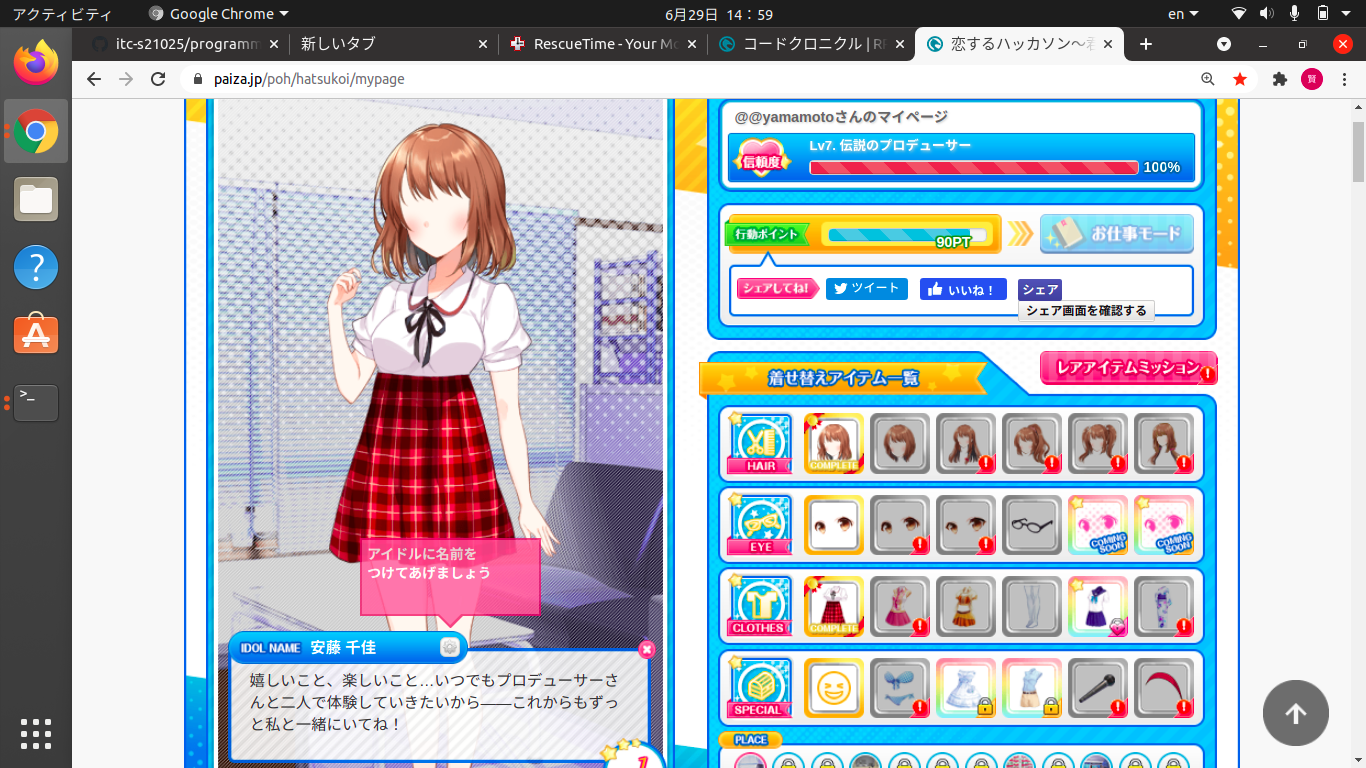 アクティビティ
Google Chrome
6月29日 14：59
en
itc-s21025/programm
新しいタブ
RescueTime - Your Mo
コードクロニクル | RP
恋するハッカソン～君
paiza.jp/poh/hatsukoi/mypage
賢
@@yamamotoさんのマイページ
信頼度
Lv7. 伝説のプロデューサー
100%
行動ポイント
90PT
お仕事モード
シェアしてね!
ツイート
いいね！
シェア
シェア画面を確認する
着せ替えアイテム一覧
レアアイテムミッション
HAIR
COMPLETE
EYE
COMING SOON
COMING SOON
CLOTHES
COMPLETE
SPECIAL
PLACE
アイドルに名前を
つけてあげましょう
IDOL NAME 安藤 千佳
嬉しいこと、楽しいこと…いつでもプロデューサーさ
んと二人で体験していきたいから――これからもずっ
と私と一緒にいてね！
1